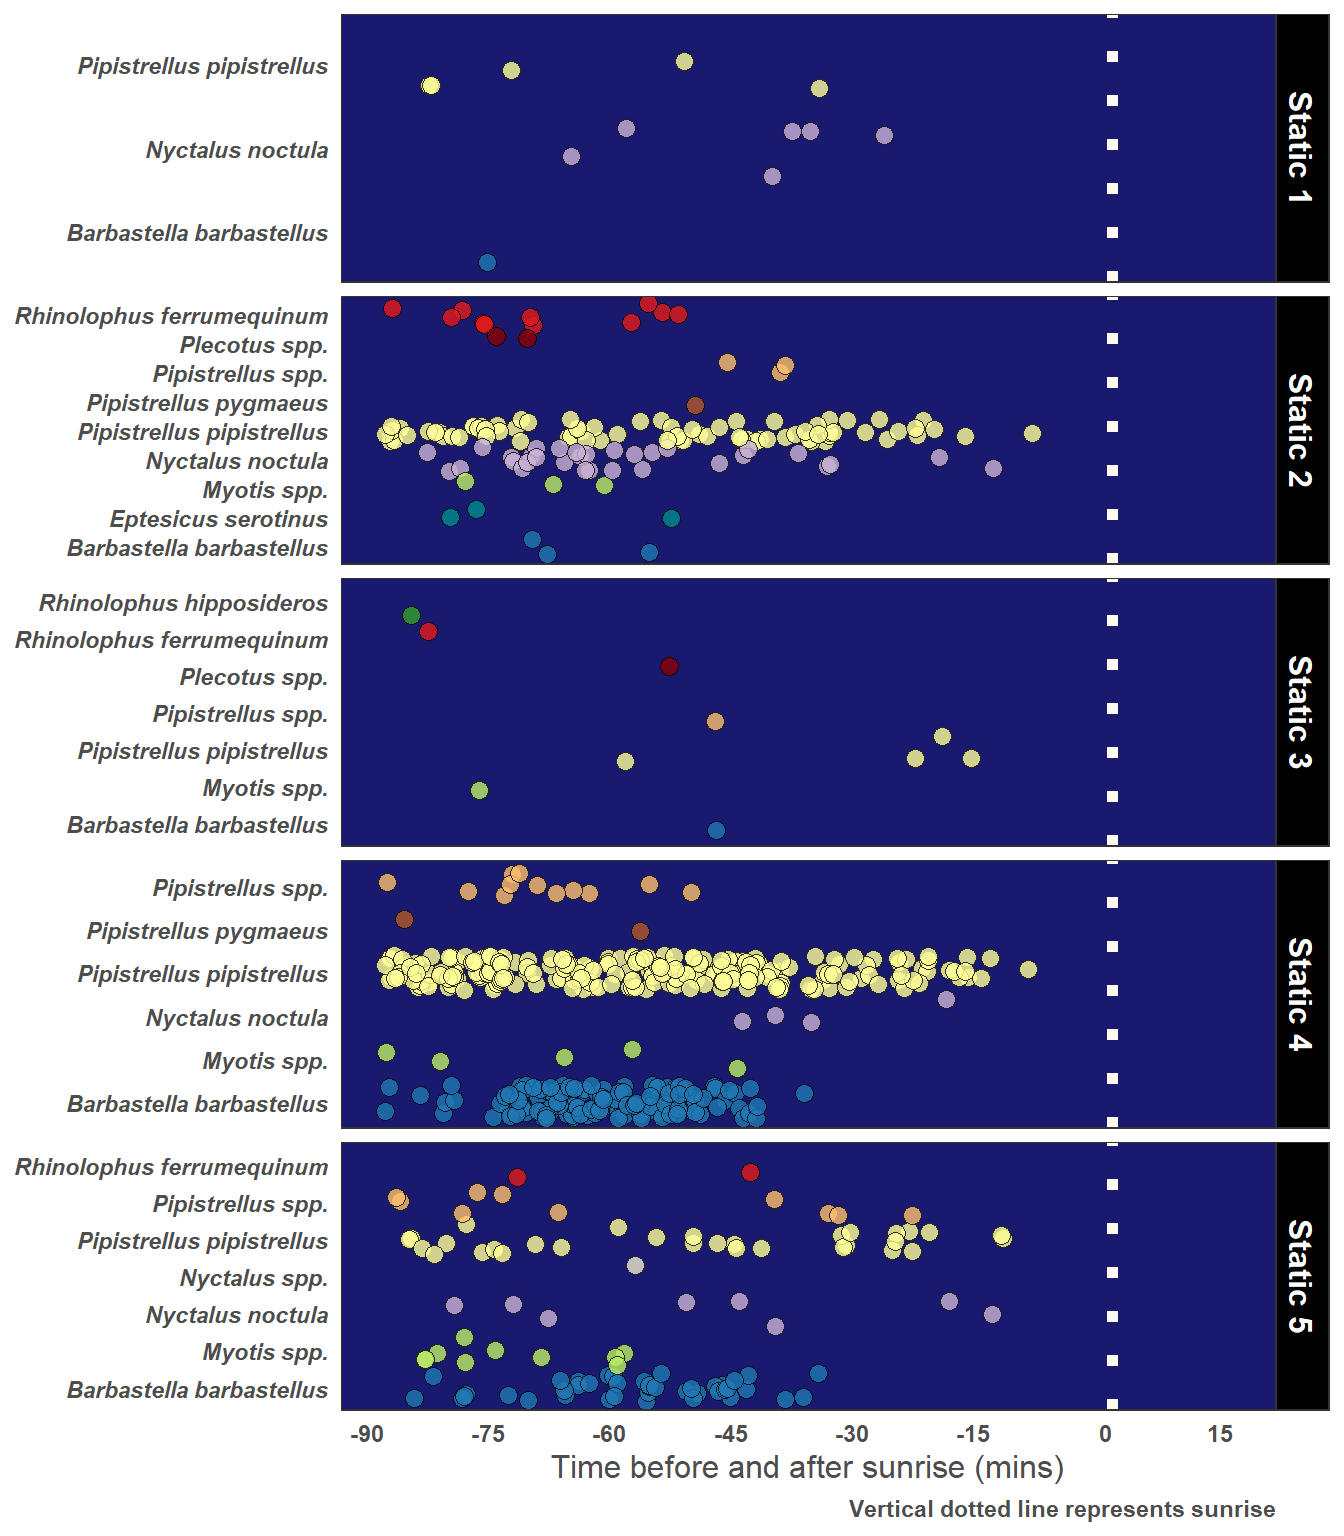 Pipistrellus pipistrellus
Nyctalus noctula
Barbastella barbastellus
Static 1
Rhinolophus ferrumequinum
Plecotus spp.
Pipistrellus spp.
Pipistrellus pygmaeus
Pipistrellus pipistrellus
Nyctalus noctula
Myotis spp.
Eptesicus serotinus
Barbastella barbastellus
Static 2
Rhinolophus hipposideros
Rhinolophus ferrumequinum
Plecotus spp.
Pipistrellus spp.
Pipistrellus pipistrellus
Myotis spp.
Barbastella barbastellus
Static 3
Pipistrellus spp.
Pipistrellus pygmaeus
Pipistrellus pipistrellus
Nyctalus noctula
Myotis spp.
Barbastella barbastellus
Static 4
Rhinolophus ferrumequinum
Pipistrellus spp.
Pipistrellus pipistrellus
Nyctalus spp.
Nyctalus noctula
Myotis spp.
Barbastella barbastellus
Static 5
-90 -75 -60 -45 -30 -15 0 15
Time before and after sunrise (mins)
Vertical dotted line represents sunrise